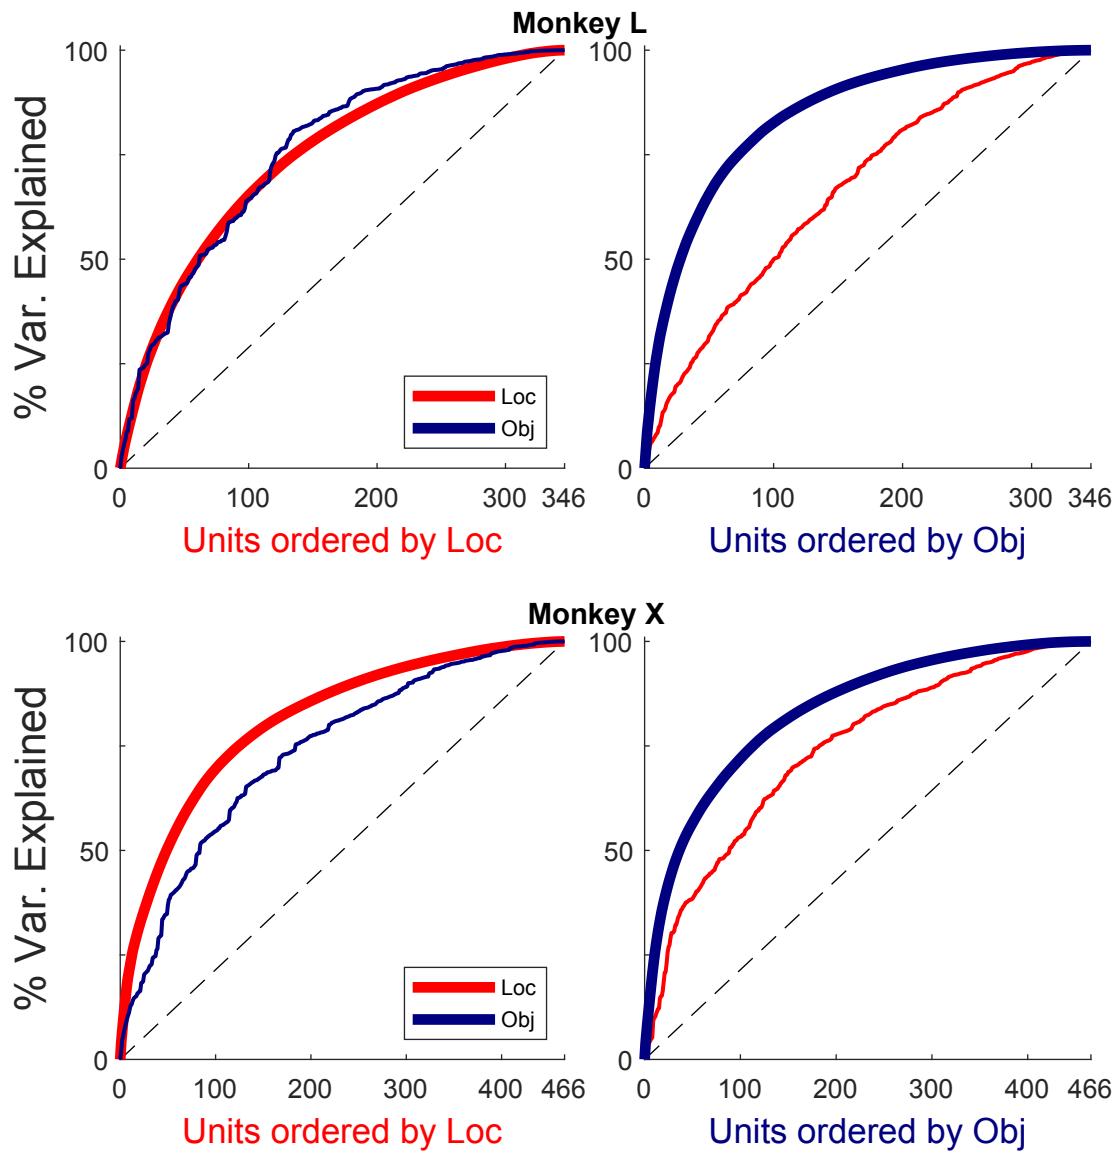 Monkey L
% Var. Explained
100
50
0
0 100 200 300 346
Units ordered by Loc
Loc
Obj
100
50
0
0 100 200 300 346
Units ordered by Obj
Monkey X
% Var. Explained
100
50
0
0 100 200 300 400 466
Units ordered by Loc
Loc
Obj
100
50
0
0 100 200 300 400 466
Units ordered by Obj